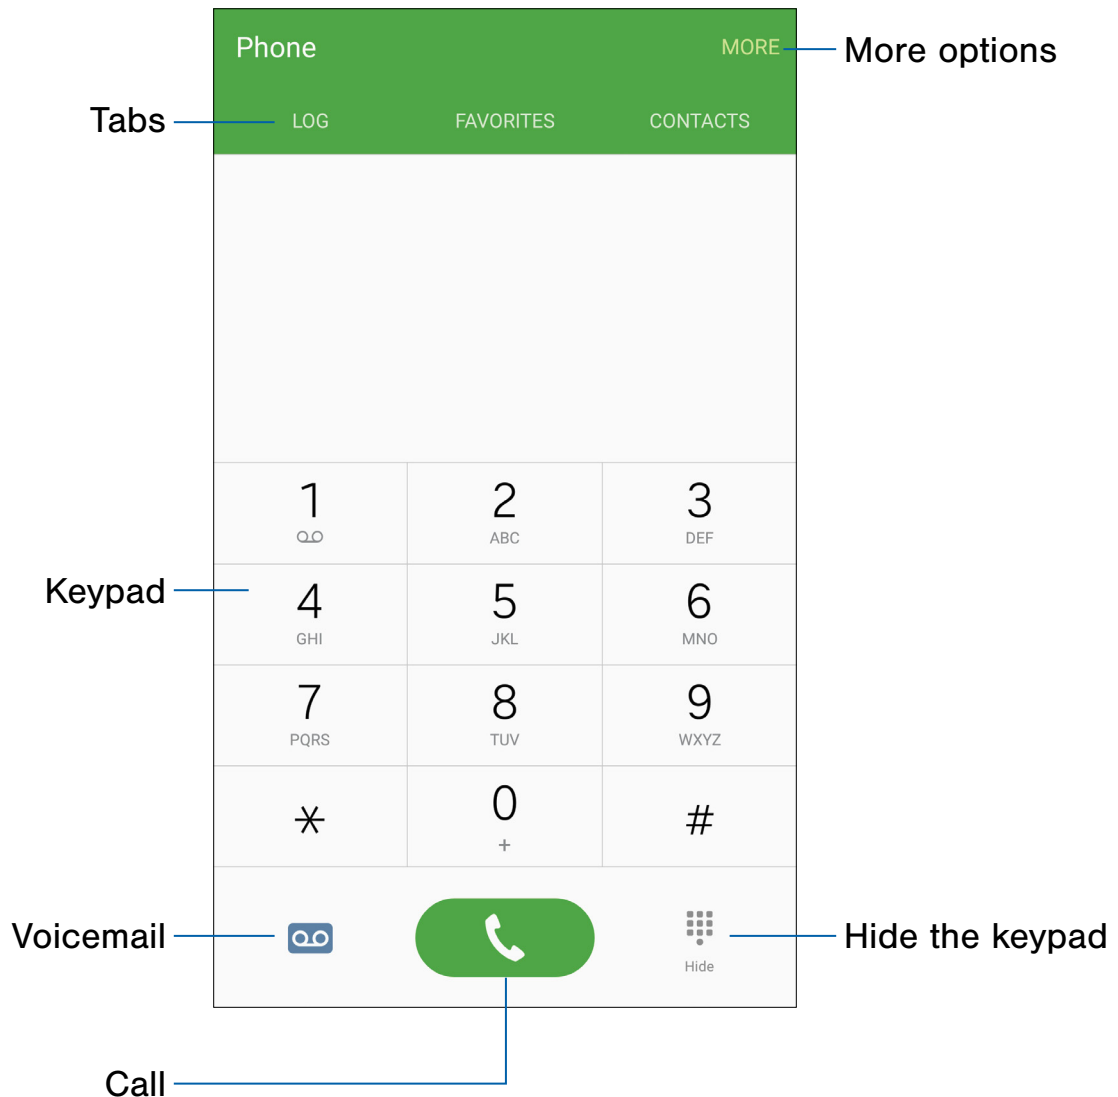 Phone MORE More options
Tabs LOG FAVORITES CONTACTS
1 2 3
ABC DEF
Keypad 4 5 6
GHI JKL MNO
7 8 9
PQRS TUV WXYZ
* 0 #
+
Voicemail Hide the keypad
Hide
Call